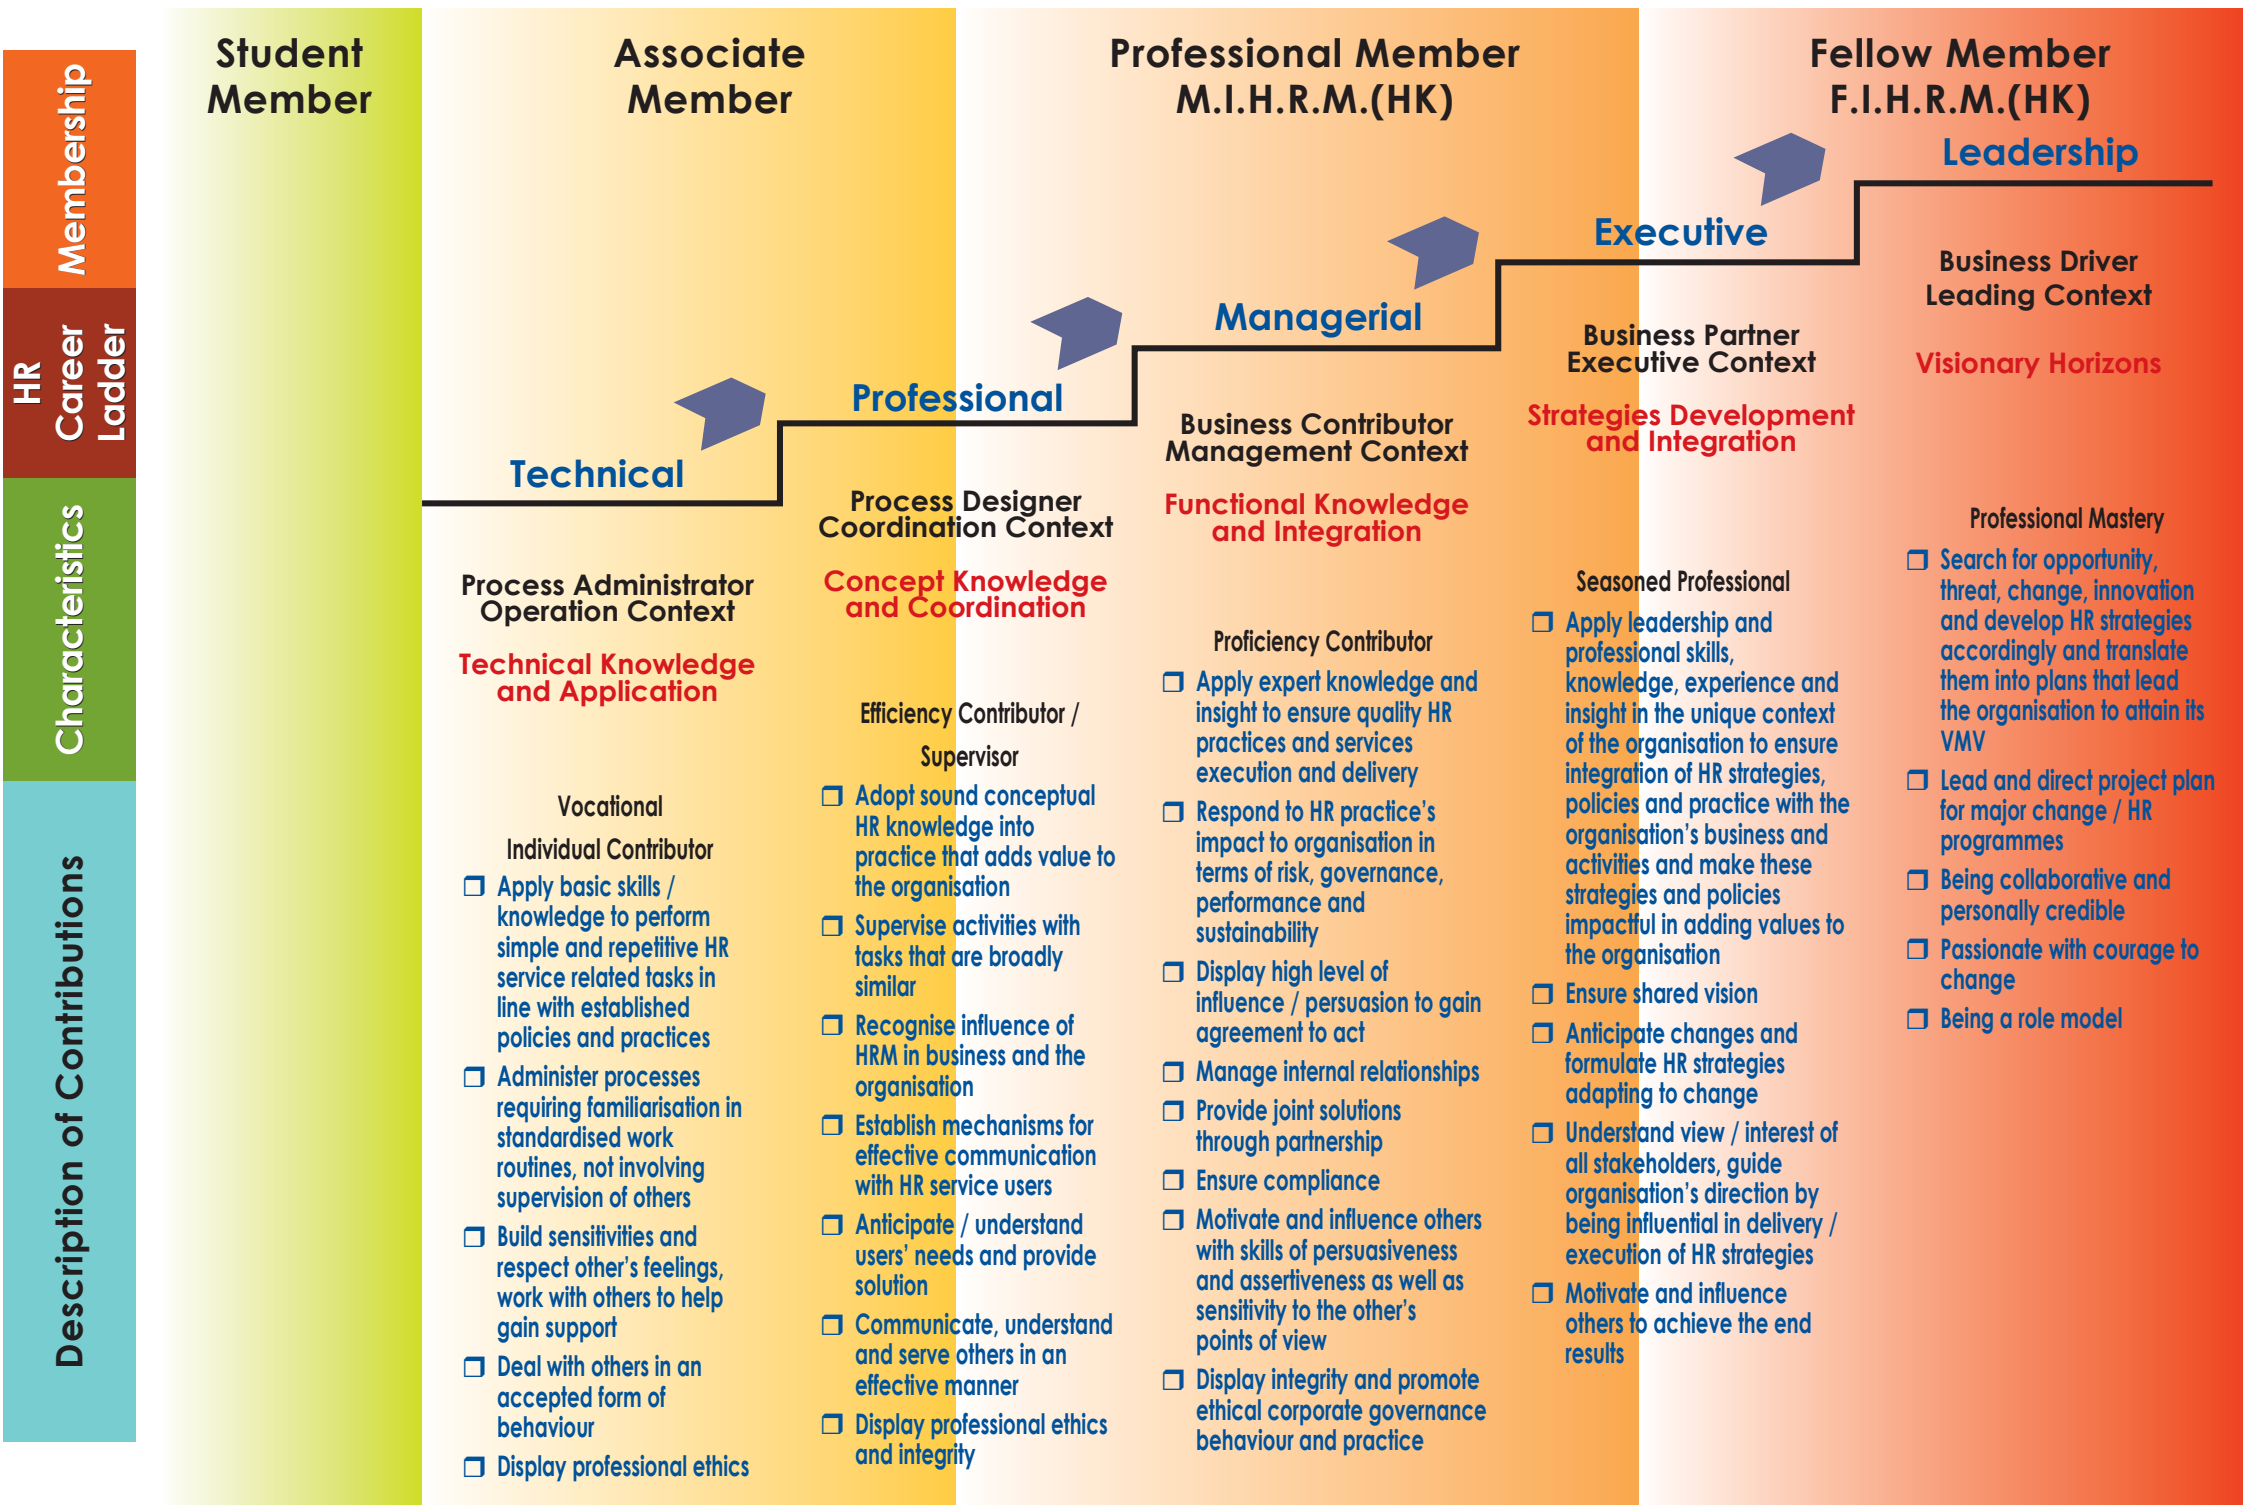 Student
Member
Associate
Member
Professional Member
M.I.H.R.M.(HK)
Fellow Member
F.I.H.R.M.(HK)
Membership
HR
Career
Ladder
Characteristics
Description of Contributions
Technical
Process Administrator
Operation Context
Technical Knowledge
and Application
Vocational
Individual Contributor
❒ Apply basic skills /
knowledge to perform
simple and repetitive HR
service related tasks in
line with established
policies and practices
❒ Administer processes
requiring familiarisation in
standardised work
routines, not involving
supervision of others
❒ Build sensitivities and
respect other's feelings,
work with others to help
gain support
❒ Deal with others in an
accepted form of
behaviour
❒ Display professional ethics
Professional
Process Designer
Coordination Context
Concept Knowledge
and Coordination
Efficiency Contributor /
Supervisor
❒ Adopt sound conceptual
HR knowledge into
practice that adds value to
the organisation
❒ Supervise activities with
tasks that are broadly
similar
❒ Recognise influence of
HRM in business and the
organisation
❒ Establish mechanisms for
effective communication
with HR service users
❒ Anticipate / understand
users' needs and provide
solution
❒ Communicate, understand
and serve others in an
effective manner
❒ Display professional ethics
and integrity
Managerial
Business Contributor
Management Context
Functional Knowledge
and Integration
Proficiency Contributor
❒ Apply expert knowledge and
insight to ensure quality HR
practices and services
execution and delivery
❒ Respond to HR practice's
impact to organisation in
terms of risk, governance,
performance and
sustainability
❒ Display high level of
influence / persuasion to gain
agreement to act
❒ Manage internal relationships
❒ Provide joint solutions
through partnership
❒ Ensure compliance
❒ Motivate and influence others
with skills of persuasiveness
and assertiveness as well as
sensitivity to the other's
points of view
❒ Display integrity and promote
ethical corporate governance
behaviour and practice
Executive
Business Partner
Executive Context
Strategies Development
and Integration
Seasoned Professional
❒ Apply leadership and
professional skills,
knowledge, experience and
insight in the unique context
of the organisation to ensure
integration of HR strategies,
policies and practice with the
organisation's business and
activities and make these
strategies and policies
impactful in adding values to
the organisation
❒ Ensure shared vision
❒ Anticipate changes and
formulate HR strategies
adapting to change
❒ Understand view / interest of
all stakeholders, guide
organisation's direction by
being influential in delivery /
execution of HR strategies
❒ Motivate and influence
others to achieve the end
results
Leadership
Business Driver
Leading Context
Visionary Horizons
Professional Mastery
❒ Search for opportunity,
threat, change, innovation
and develop HR strategies
accordingly and translate
them into plans that lead
the organisation to attain its
VMV
❒ Lead and direct project plan
for major change / HR
programmes
❒ Being collaborative and
personally credible
❒ Passionate with courage to
change
❒ Being a role model